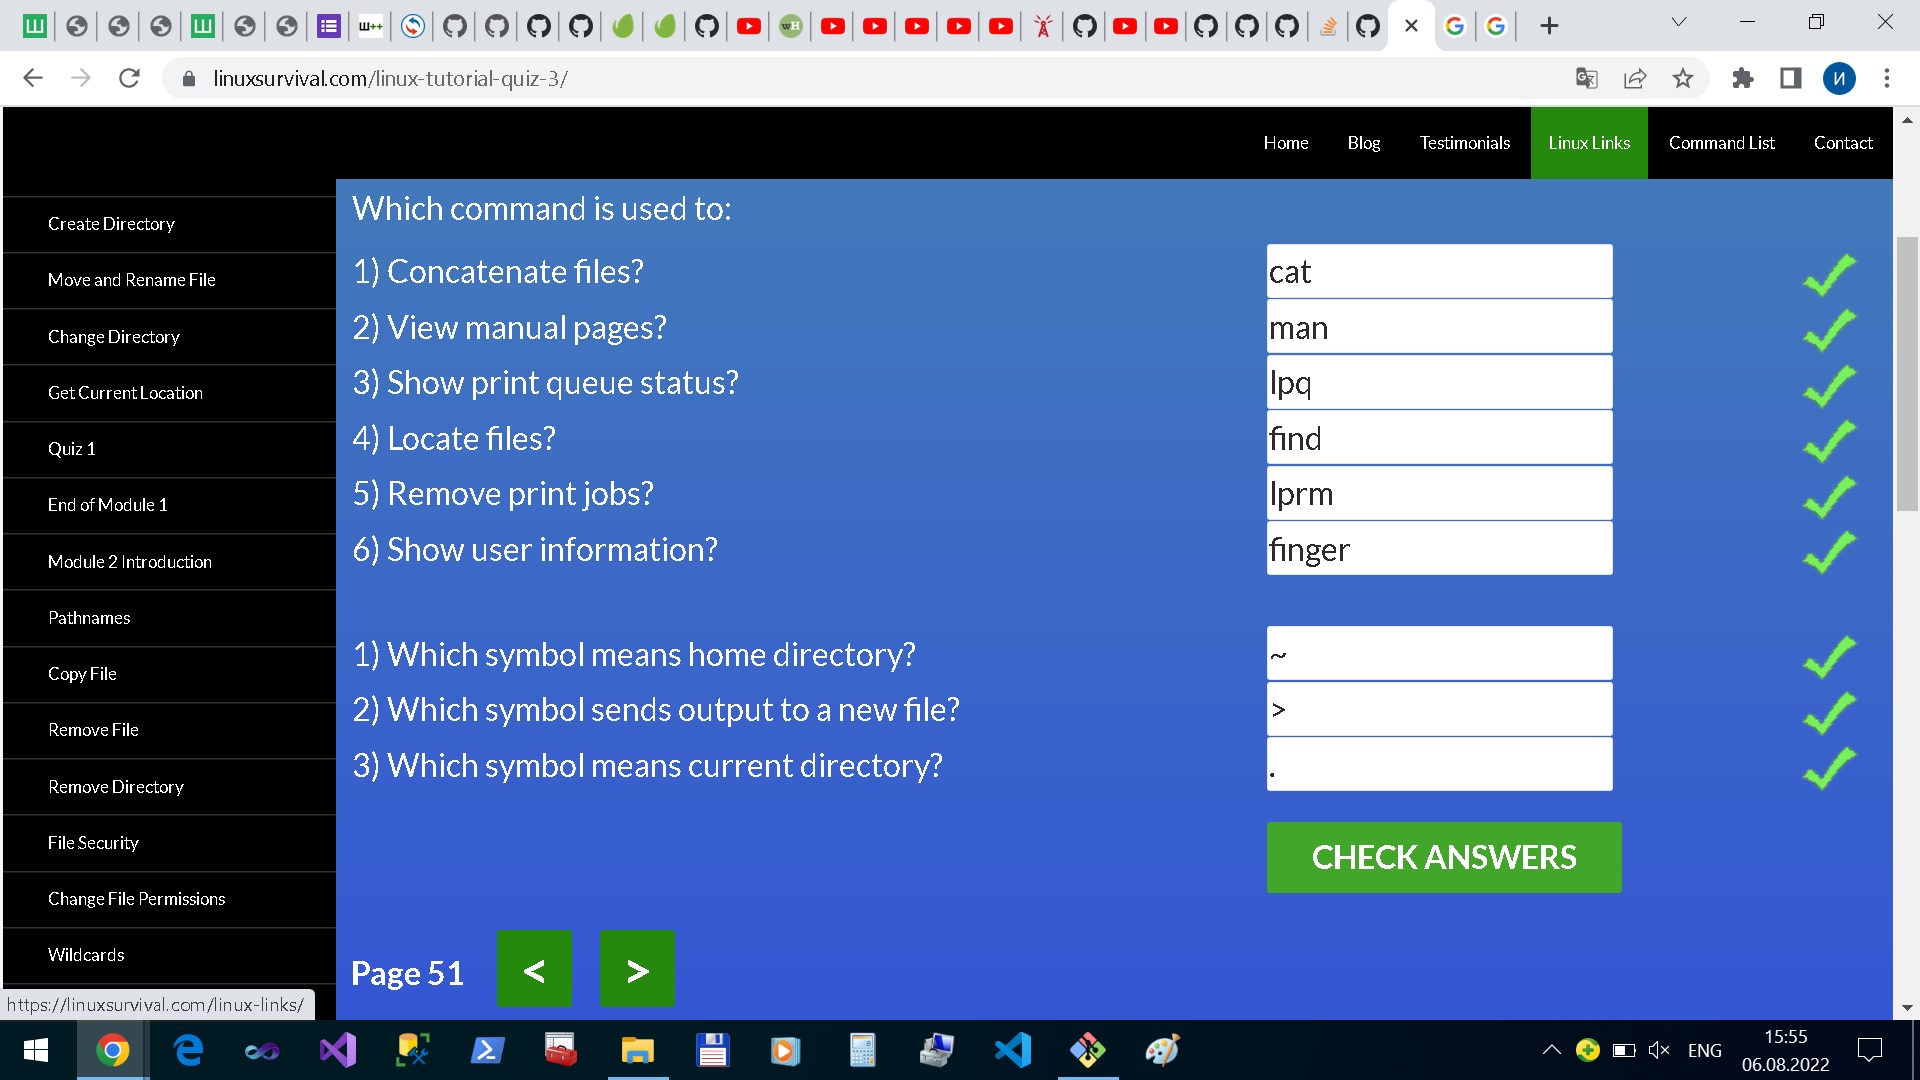 linuxsurvival.com/linux-tutorial-quiz-3/
Home Blog Testimonials Linux Links Command List Contact
Create Directory
Move and Rename File
Change Directory
Get Current Location
Quiz 1
End of Module 1
Module 2 Introduction
Pathnames
Copy File
Remove File
Remove Directory
File Security
Change File Permissions
Wildcards
Which command is used to:
1) Concatenate files? cat
2) View manual pages? man
3) Show print queue status? lpq
4) Locate files? find
5) Remove print jobs? lprm
6) Show user information? finger
1) Which symbol means home directory? ~
2) Which symbol sends output to a new file? >
3) Which symbol means current directory? .
CHECK ANSWERS
Page 51 < >
https://linuxsurvival.com/linux-links/
ENG
15:55
06.08.2022